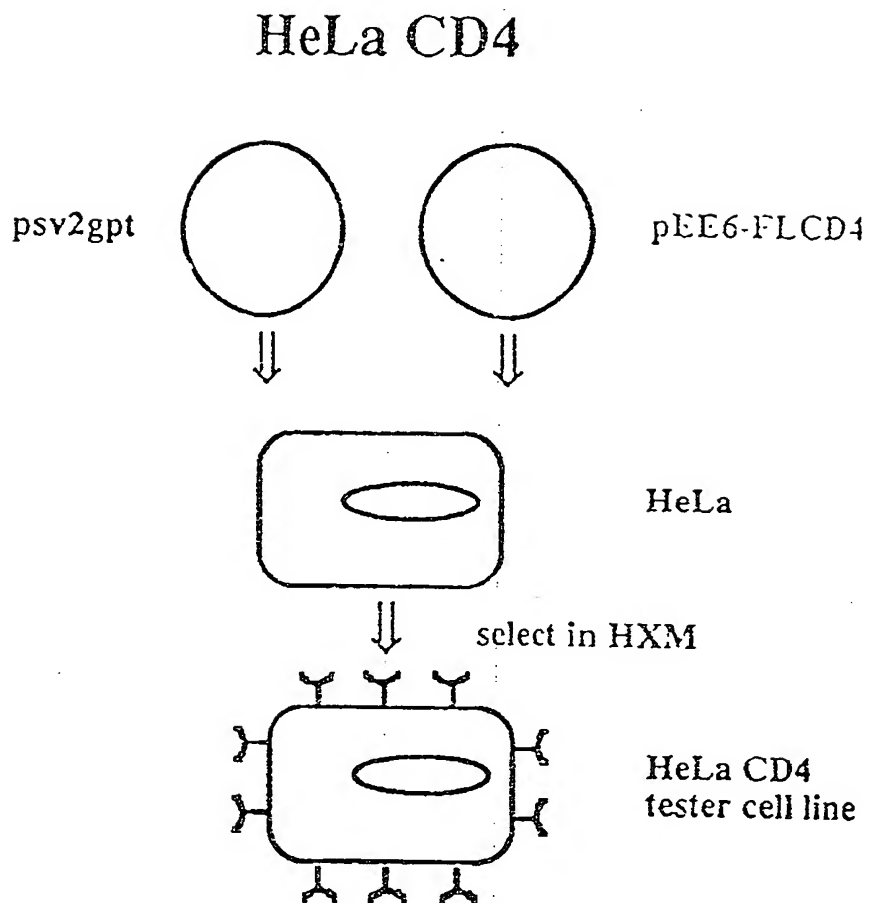 HeLa CD4
psv2gpt
pEE6-FLCD4
HeLa
select in HXM
HeLa CD4
tester cell line